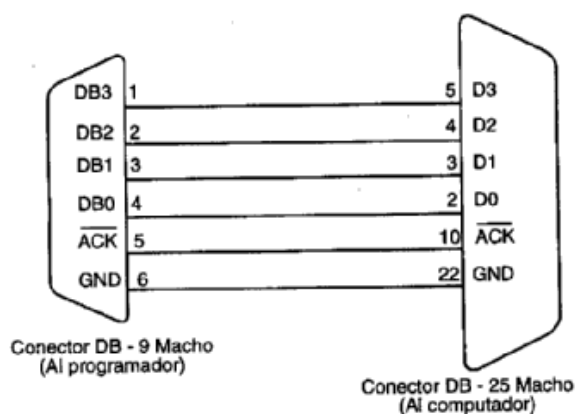 DB3 1 5 D3
DB2 2 4 D2
DB1 3 3 D1
DB0 4 2 D0
ACK 5 10 ACK
GND 6 22 GND
Conector DB - 9 Macho
(Al programador)
Conector DB - 25 Macho
(Al computador)